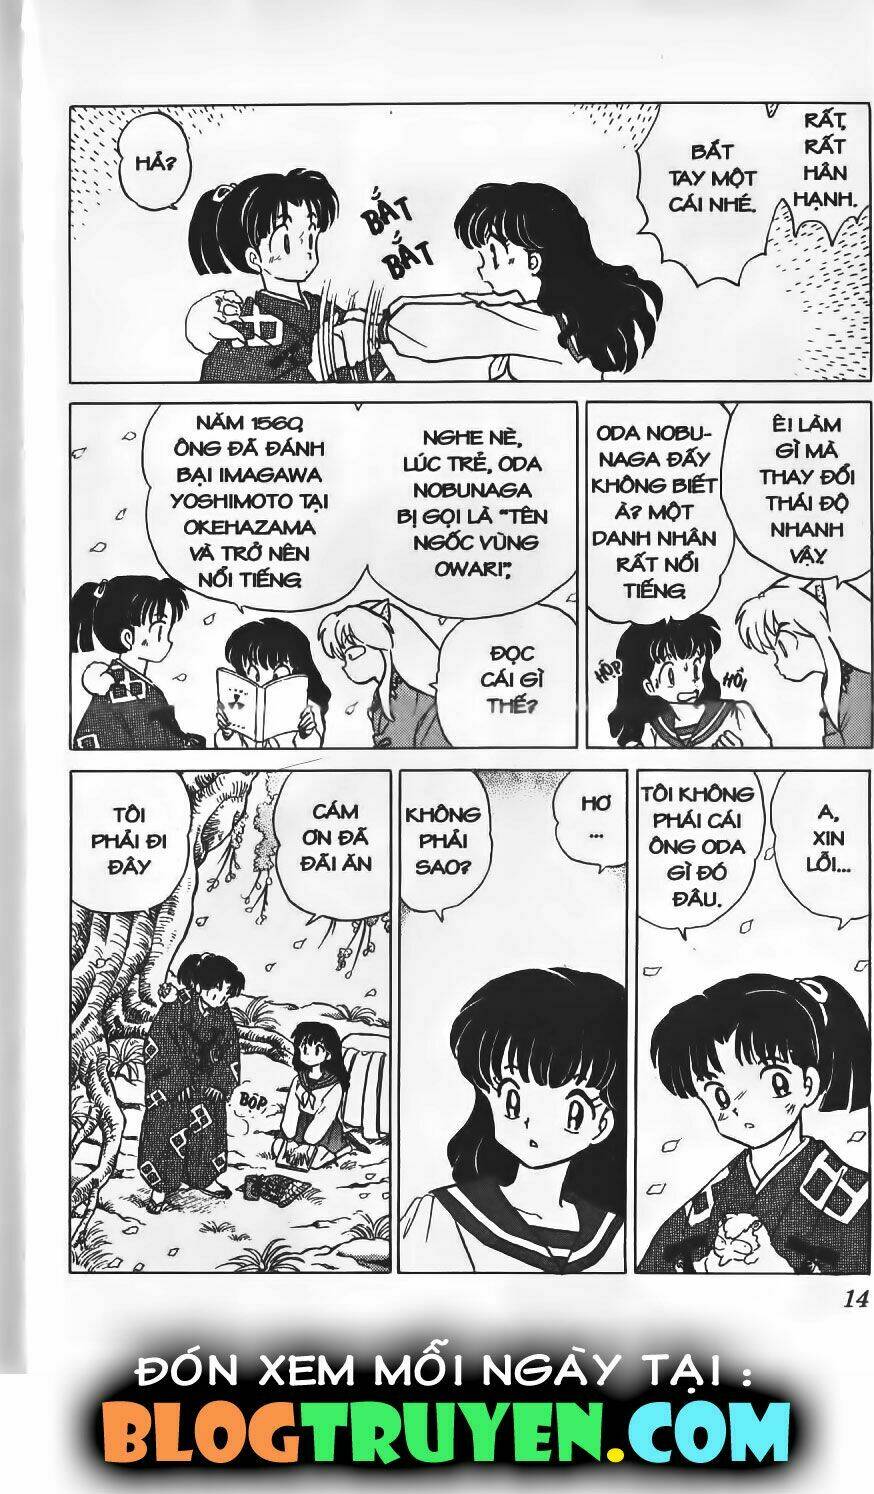 RẤT,
RẤT
HÂN
HẠNH.
BẮT
TAY MỘT
CÁI NHÉ.
BẮT
BẮT
HẢ?
Ê! LÀM
GÌ MÀ
THAY ĐỔI
THÁI ĐỘ
NHANH
VẬY.
ODA NOBU-
NAGA ĐẤY
KHÔNG BIẾT
À? MỘT
DANH NHÂN
RẤT NỔI
TIẾNG.
HỒI
HỘP
NGHE NÈ,
LÚC TRẺ, ODA
NOBUNAGA
BỊ GỌI LÀ "TÊN
NGỐC VÙNG
OWARI",
NĂM 1560,
ÔNG ĐÃ ĐÁNH
BẠI IMAGAWA
YOSHIMOTO TẠI
OKEHAZAMA
VÀ TRỞ NÊN
NỔI TIẾNG.
ĐỌC
CÁI GÌ
THẾ?
A,
XIN
LỖI...
TÔI KHÔNG
PHẢI CÁI
ÔNG ODA
GÌ ĐÓ
ĐÂU.
HƠ
...
KHÔNG
PHẢI
SAO?
CÁM
ƠN ĐÃ
ĐÃI ĂN
TÔI
PHẢI ĐI
ĐÂY
BỘP
14
ĐÓN XEM MỖI NGÀY TẠI :
BLOGTRUYEN.COM